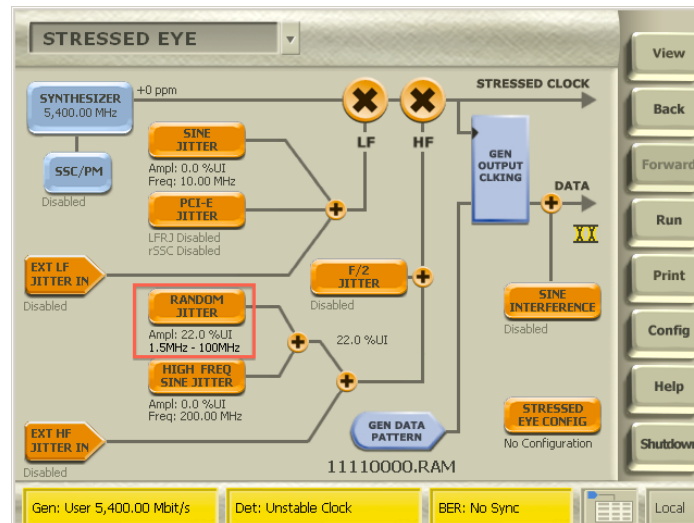 STRESSED EYE
View
Back
Forward
Run
Print
Config
Help
Shutdown
SYNTHESIZER
5,400.00 MHz
+0 ppm
STRESSED CLOCK
SSC/PM
Disabled
SINE
JITTER
Ampl: 0.0 %UI
Freq: 10.00 MHz
LF
HF
GEN
OUTPUT
CLKING
DATA
PCI-E
JITTER
LFRJ Disabled
rSSC Disabled
EXT LF
JITTER IN
Disabled
F/2
JITTER
Disabled
SINE
INTERFERENCE
Disabled
RANDOM
JITTER
Ampl: 22.0 %UI
1.5MHz - 100MHz
22.0 %UI
HIGH FREQ
SINE JITTER
Ampl: 0.0 %UI
Freq: 200.00 MHz
EXT HF
JITTER IN
Disabled
GEN DATA
PATTERN
11110000.RAM
STRESSED
EYE CONFIG
No Configuration
Gen: User 5,400.00 Mbit/s
Det: Unstable Clock
BER: No Sync
Local